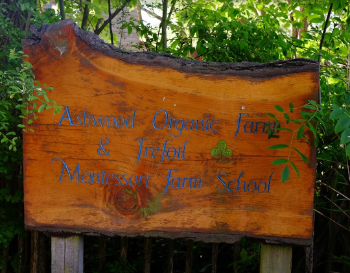 Ashwood Organic Farm
& Trefoil
Montessori Farm School